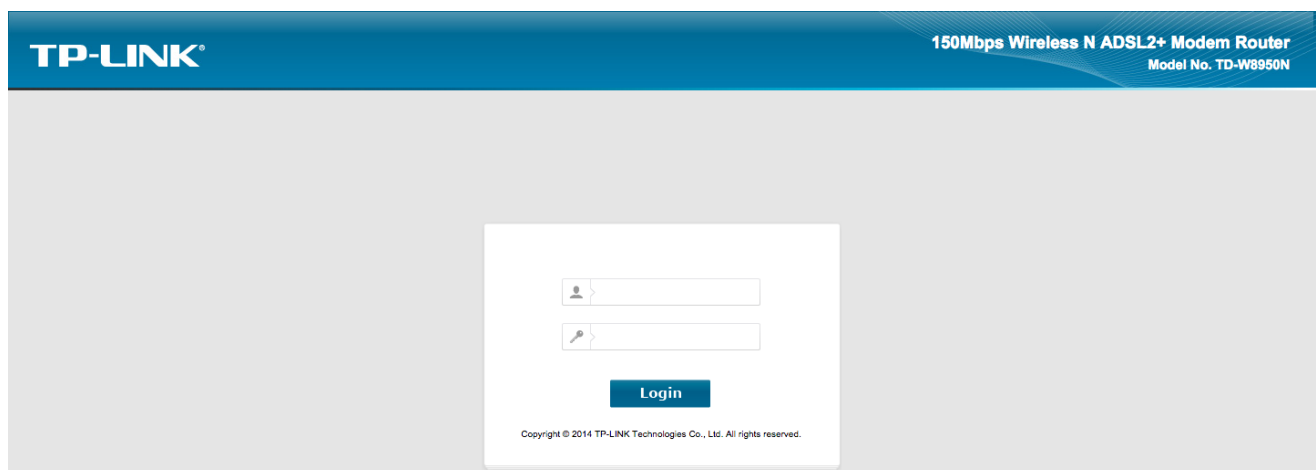 TP-LINK®
150Mbps Wireless N ADSL2+ Modem Router
Model No. TD-W8950N
Login
Copyright © 2014 TP-LINK Technologies Co., Ltd. All rights reserved.